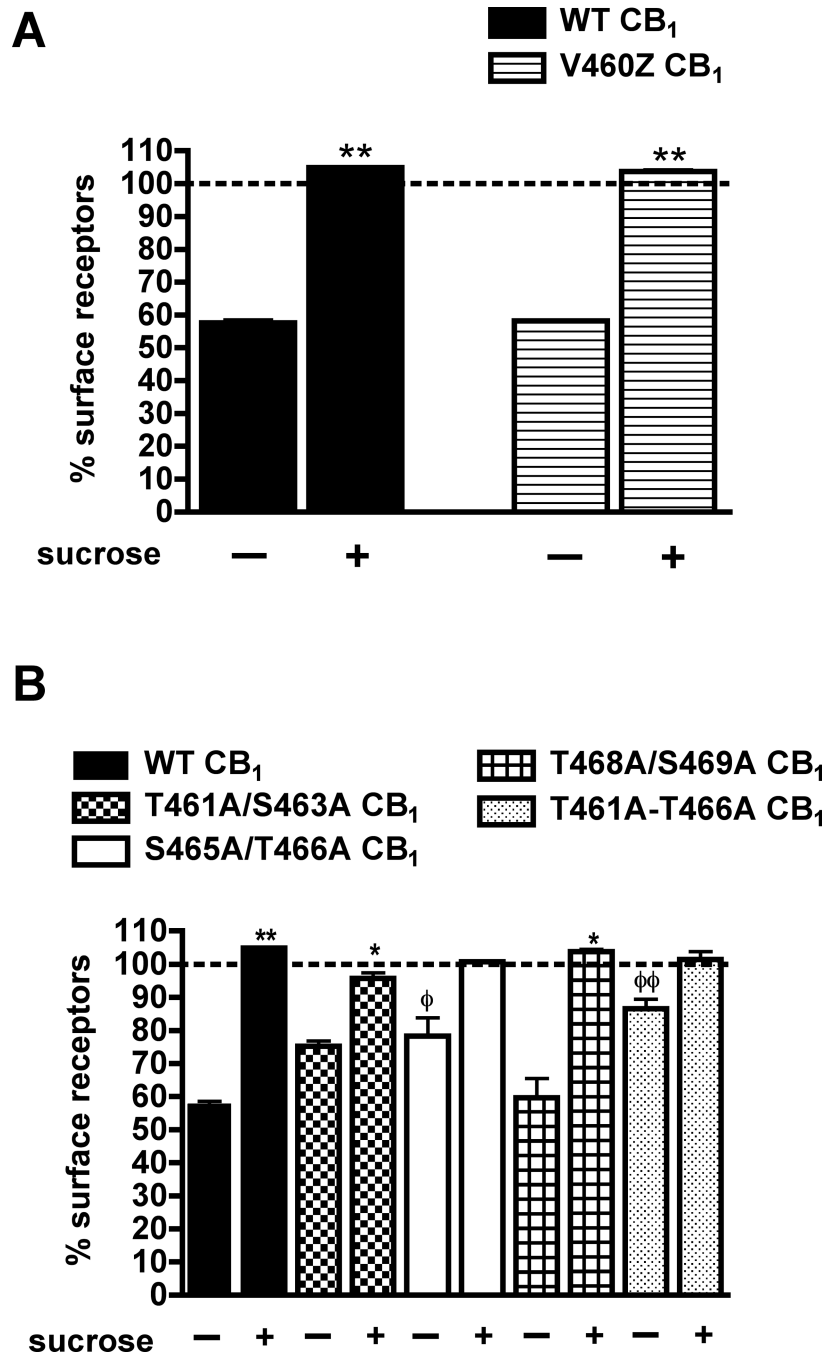 A
WT CB₁
V460Z CB₁
% surface receptors
110
100
90
80
70
60
50
40
30
20
10
0
** **
sucrose — + — +
B
WT CB₁
T461A/S463A CB₁
S465A/T466A CB₁
T468A/S469A CB₁
T461A-T466A CB₁
% surface receptors
110
100
90
80
70
60
50
40
30
20
10
0
** * ϕ * ϕϕ
sucrose — + — + — + — + — +